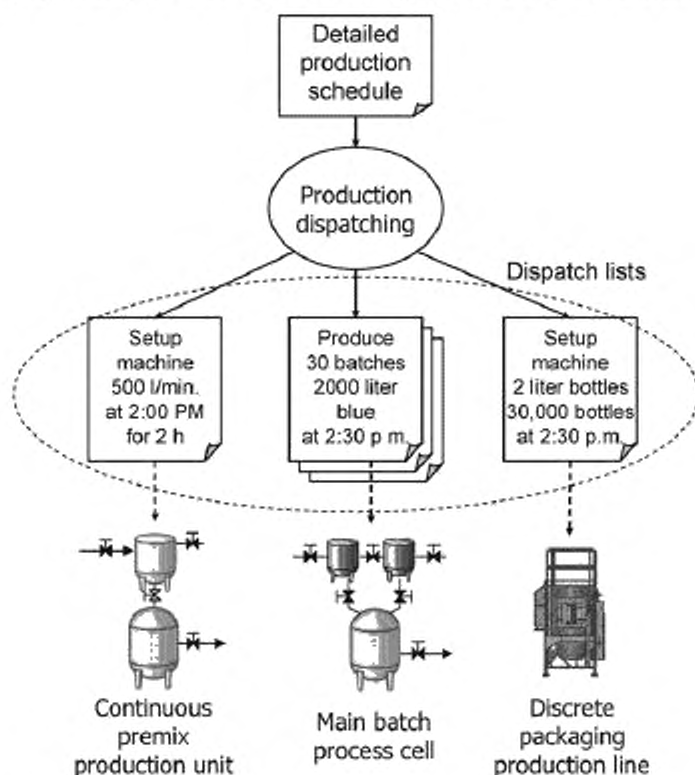 Detailed
production
schedule
Production
dispatching
Dispatch lists
Setup
machine
500 l/min.
at 2:00 PM
for 2 h
Produce
30 batches
2000 liter
blue
at 2:30 p m.
Setup
machine
2 liter bottles
30,000 bottles
at 2:30 p.m.
Continuous
premix
production unit
Main batch
process cell
Discrete
packaging
production line